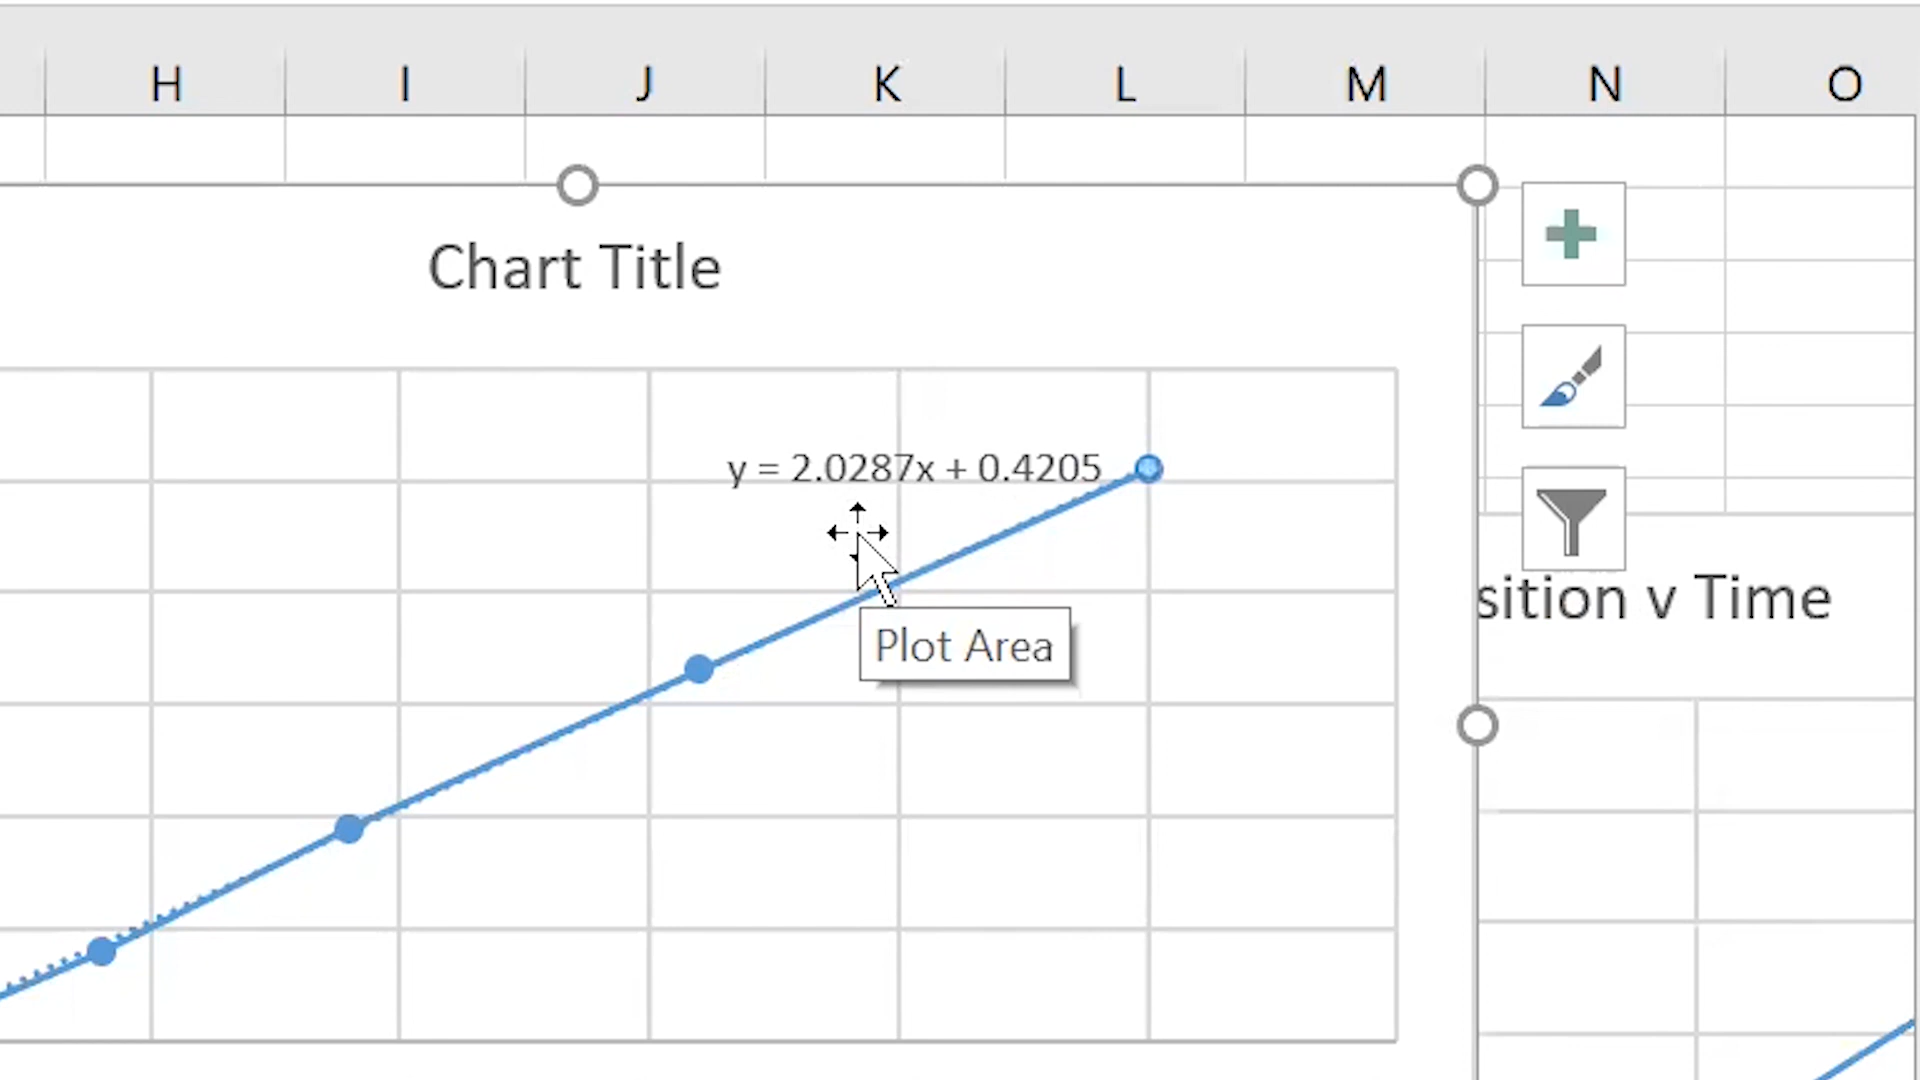 H I J K L M N O
Chart Title
y = 2.0287x + 0.4205
sition v Time
Plot Area